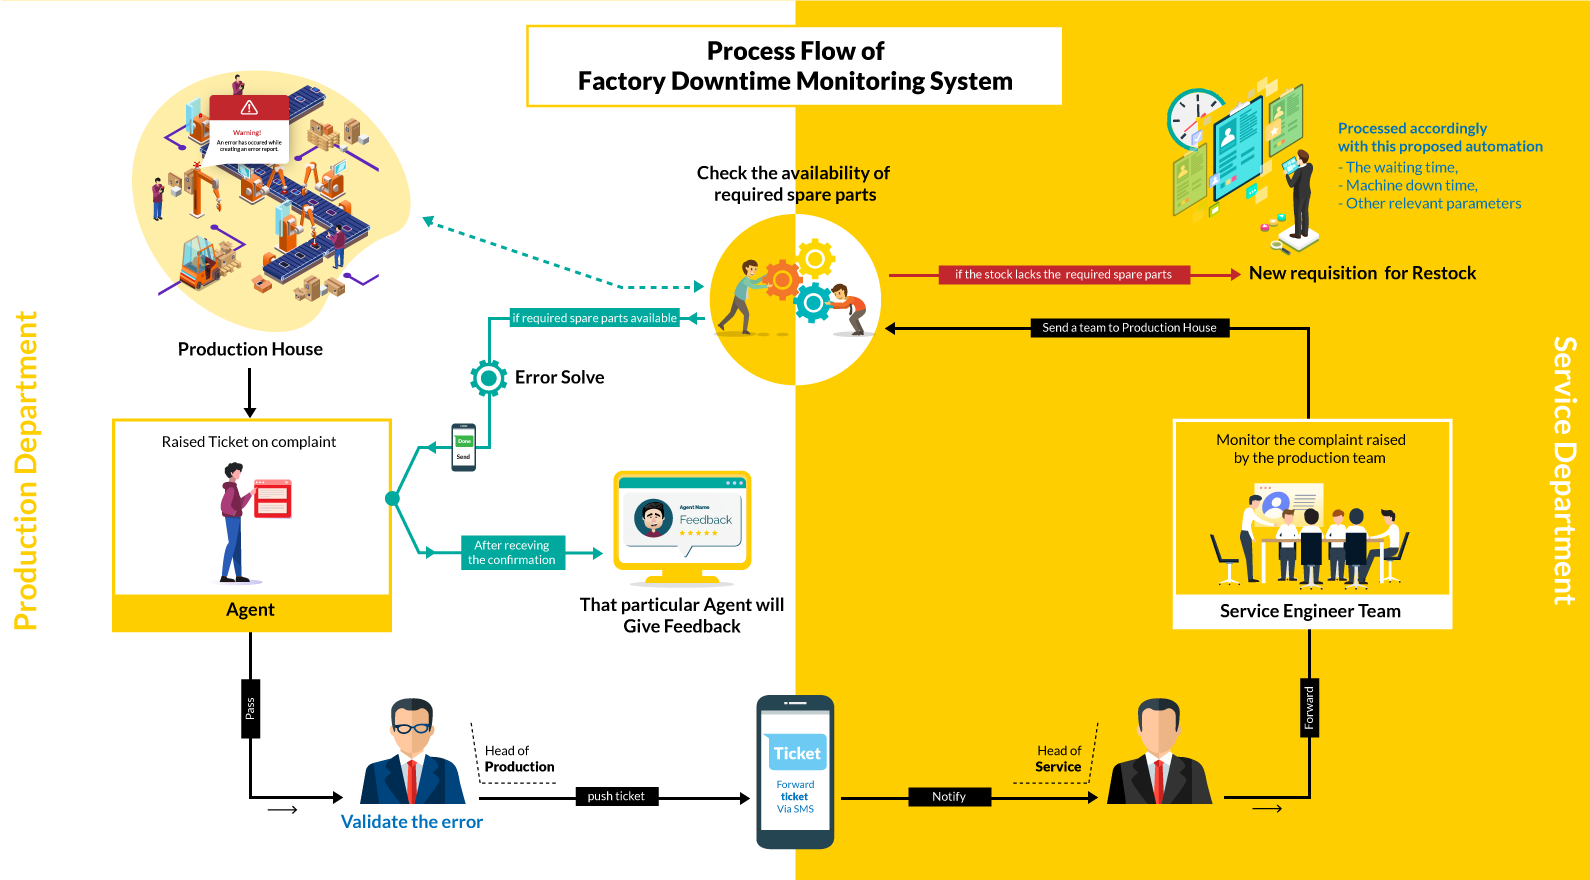 Process Flow of
Factory Downtime Monitoring System
Production Department
Service Department
Warning!
An error has occured while
creating an error report.
Production House
Check the availability of
required spare parts
Processed accordingly
with this proposed automation
- The waiting time,
- Machine down time,
- Other relevant parameters
if the stock lacks the required spare parts
New requisition for Restock
if required spare parts available
Send a team to Production House
Error Solve
Done
Send
Raised Ticket on complaint
Agent
Monitor the complaint raised
by the production team
Service Engineer Team
After receving
the confirmation
Agent Name
Feedback
That particular Agent will
Give Feedback
Pass
Head of
Production
Validate the error
push ticket
Ticket
Forward
ticket
Via SMS
Notify
Head of
Service
Forward